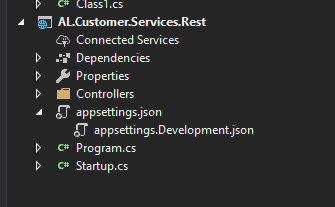 Class1.cs
AL.Customer.Services.Rest
Connected Services
Dependencies
Properties
Controllers
appsettings.json
appsettings.Development.json
C# Program.cs
C# Startup.cs